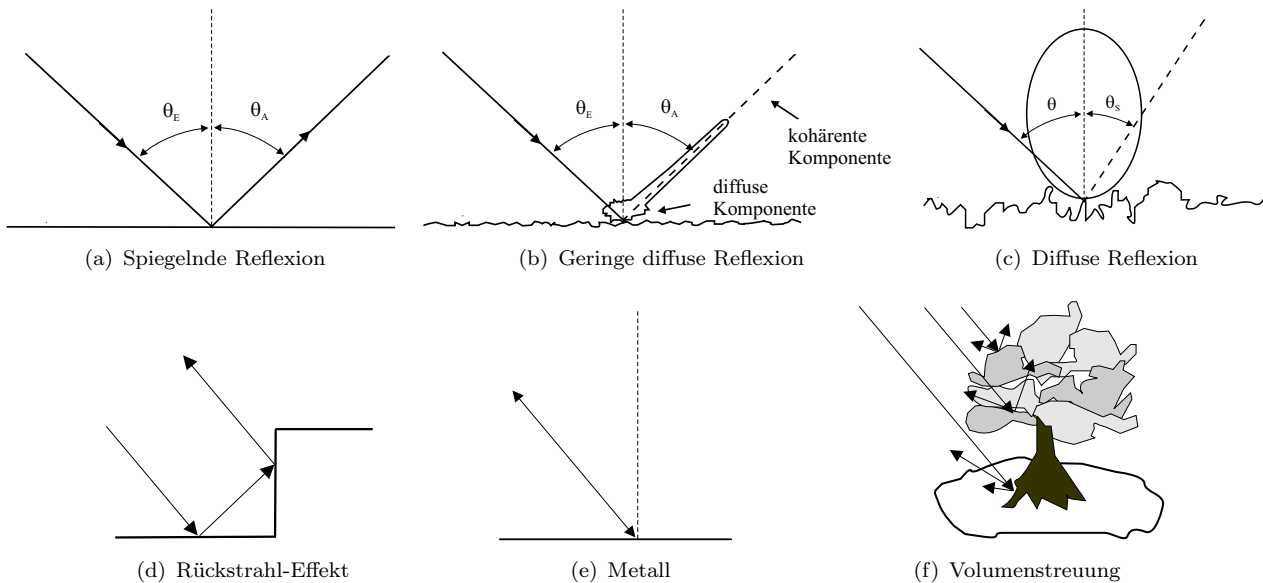 θE
θA
(a) Spiegelnde Reflexion
θE
θA
kohärente
Komponente
diffuse
Komponente
(b) Geringe diffuse Reflexion
θ
θs
(c) Diffuse Reflexion
(d) Rückstrahl-Effekt
(e) Metall
(f) Volumenstreuung